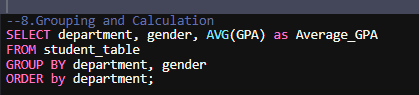 --8.Grouping and Calculation
SELECT department, gender, AVG(GPA) as Average_GPA
FROM student_table
GROUP BY department, gender
ORDER by department;